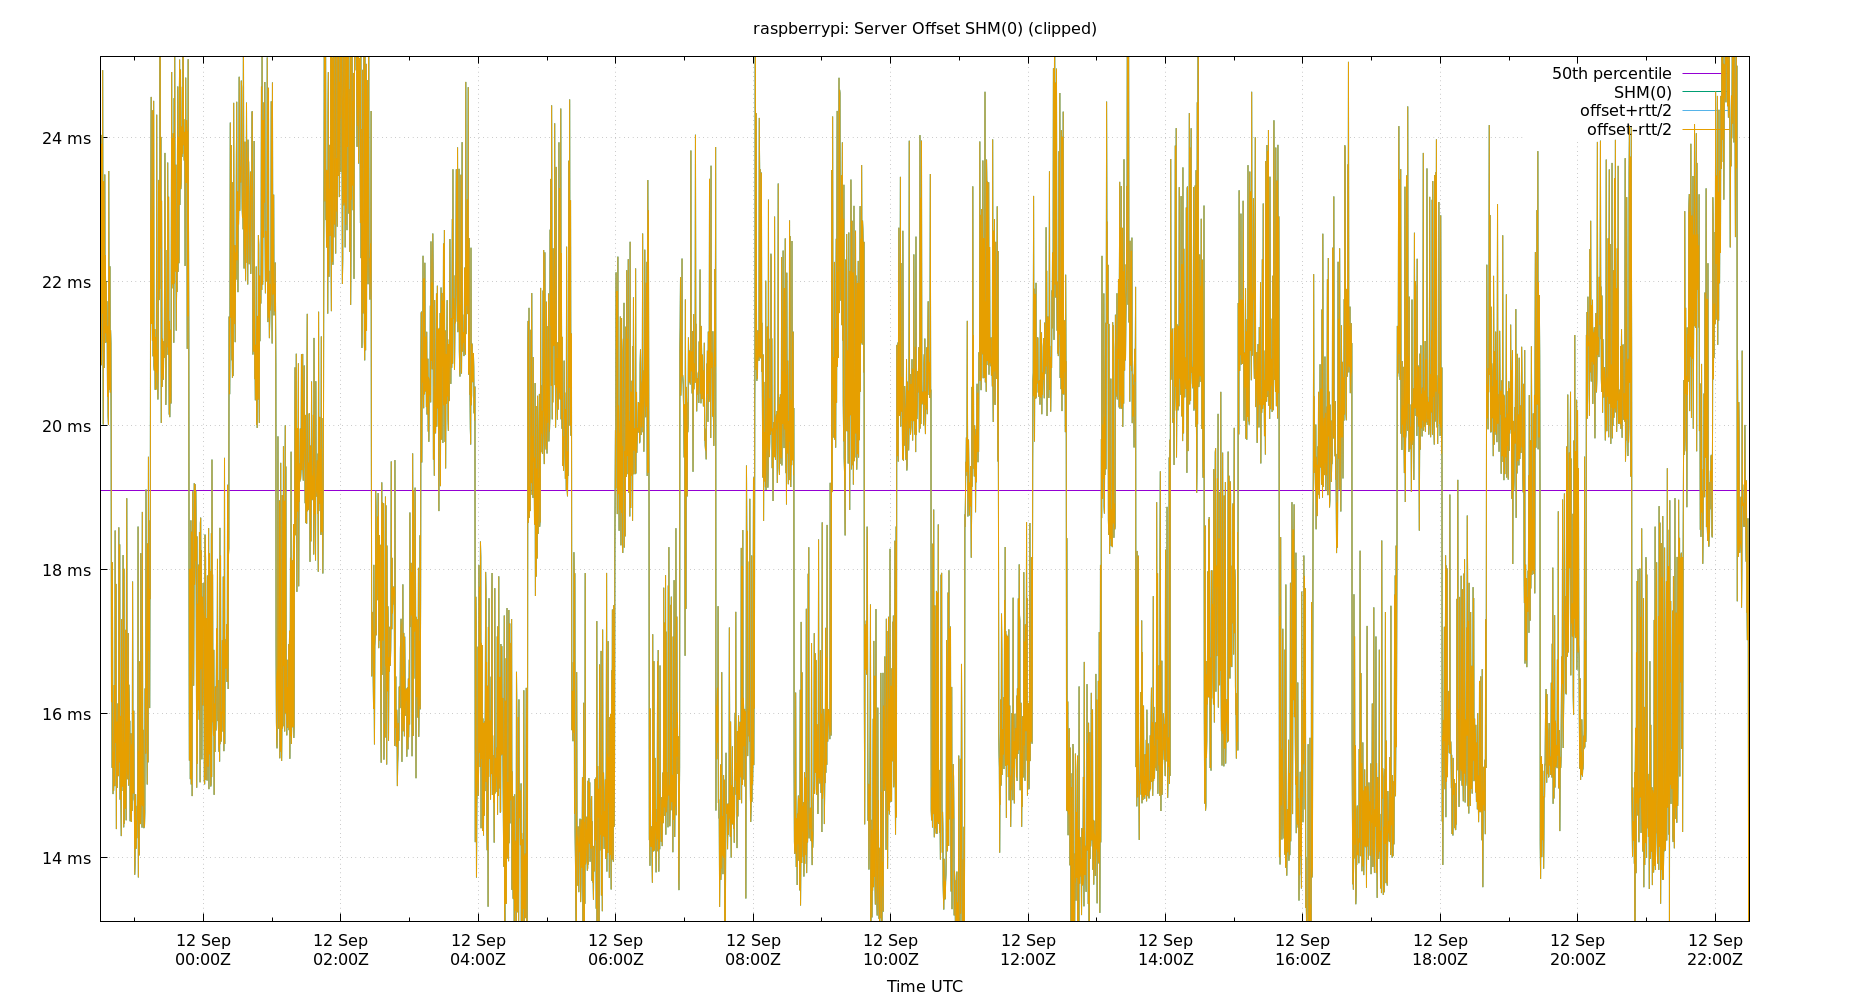 raspberrypi: Server Offset SHM(0) (clipped)
50th percentile
SHM(0)
offset+rtt/2
offset-rtt/2
24 ms
22 ms
20 ms
18 ms
16 ms
14 ms
12 Sep 12 Sep 12 Sep 12 Sep 12 Sep 12 Sep 12 Sep 12 Sep 12 Sep 12 Sep 12 Sep 12 Sep
00:00Z 02:00Z 04:00Z 06:00Z 08:00Z 10:00Z 12:00Z 14:00Z 16:00Z 18:00Z 20:00Z 22:00Z
Time UTC